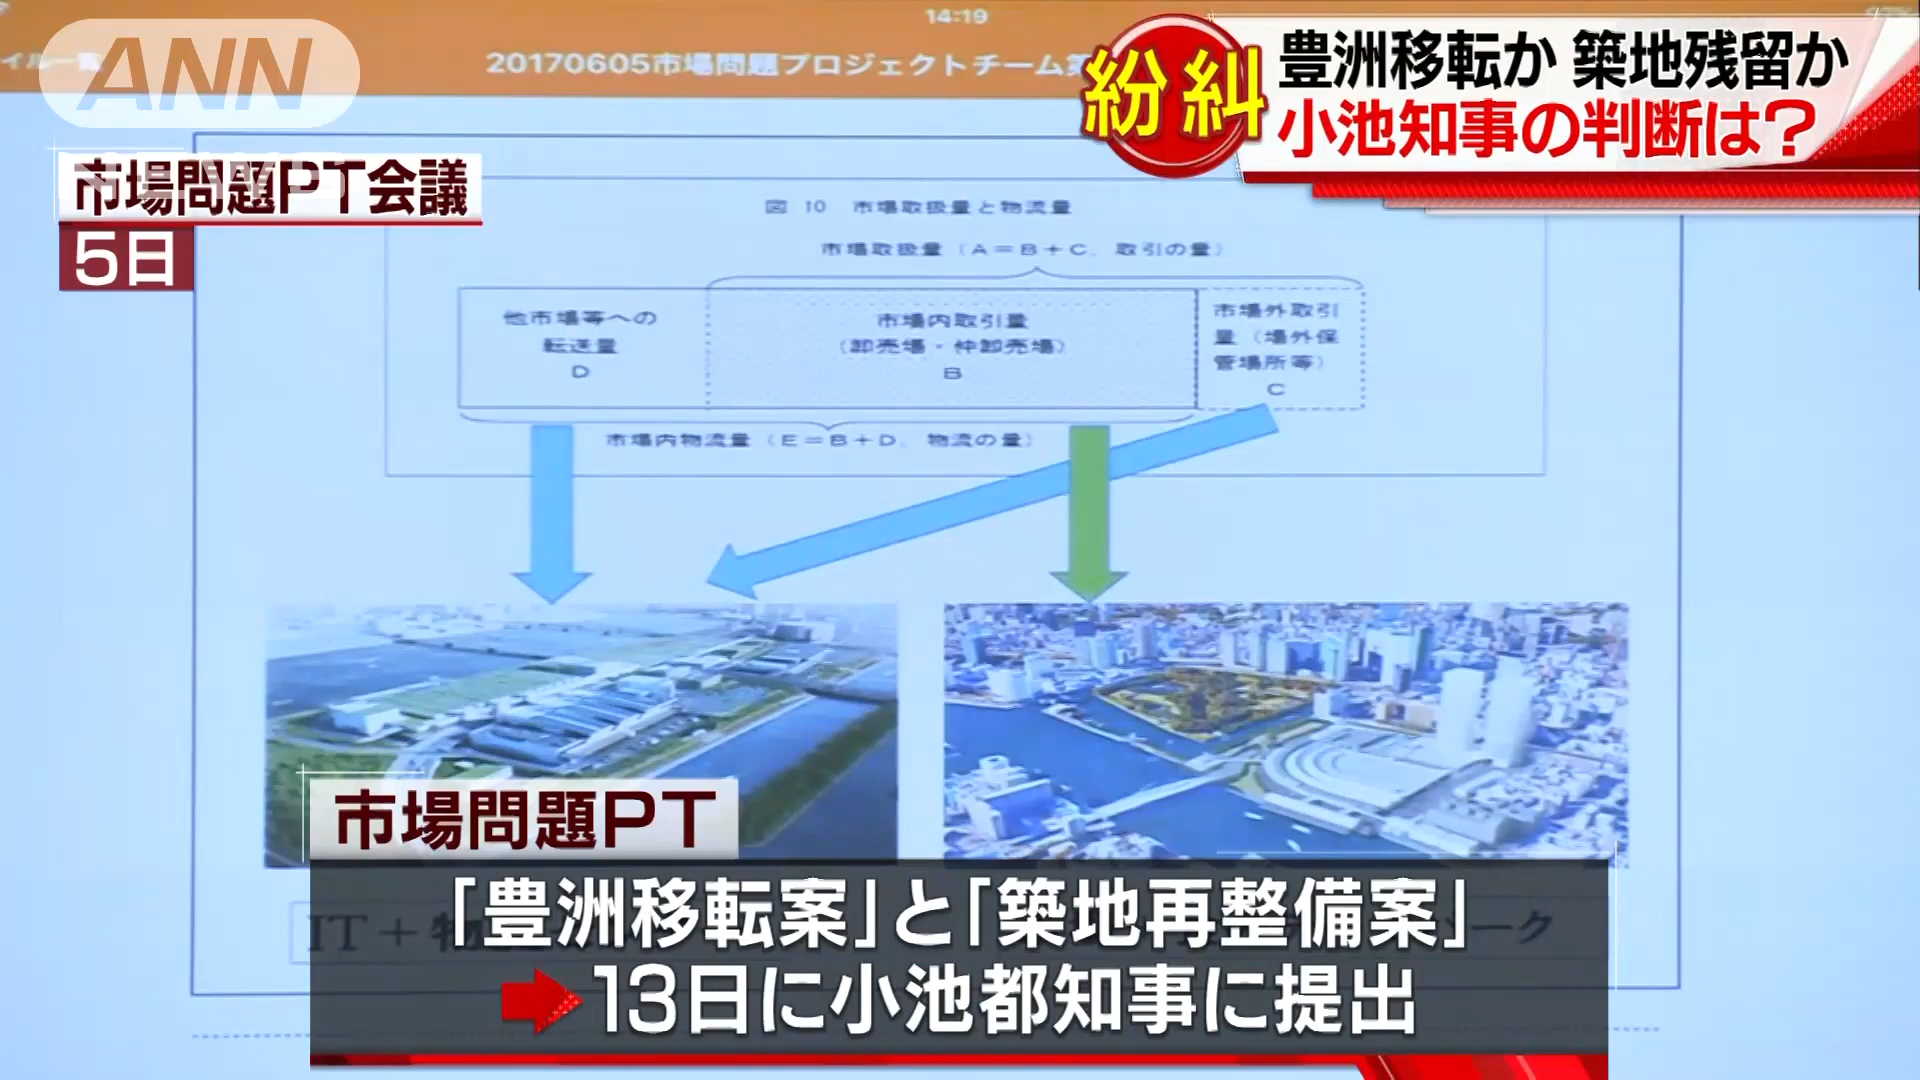 14:19
20170605市場問題プロジェクトチーム
ANN
紛糾
豊洲移転か 築地残留か
小池知事の判断は?
市場問題PT会議
5日
図 10 市場取扱量と物流量
市場取扱量(A=B+C、取引の量)
他市場等への
転送量
D
市場内取引量
(卸売場・仲卸売場)
B
市場外取引
量(場外保
管場所等)
C
市場内物流量(E=B+D、物流の量)
市場問題PT
IT+物
ーク
「豊洲移転案」と「築地再整備案」
13日に小池都知事に提出